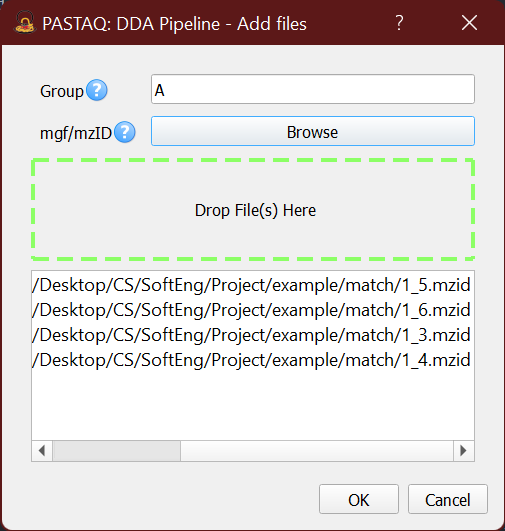 PASTAQ: DDA Pipeline - Add files ?
Group ?
A
mgf/mzID ?
Browse
Drop File(s) Here
/Desktop/CS/SoftEng/Project/example/match/1_5.mzid
/Desktop/CS/SoftEng/Project/example/match/1_6.mzid
/Desktop/CS/SoftEng/Project/example/match/1_3.mzid
/Desktop/CS/SoftEng/Project/example/match/1_4.mzid
OK Cancel